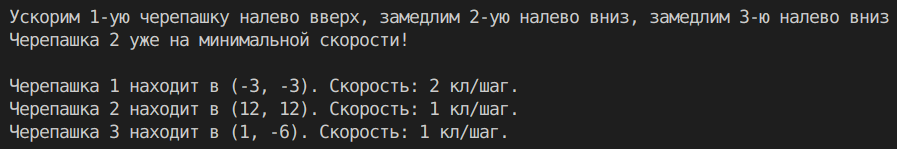 Ускорим 1-ую черепашку налево вверх, замедлим 2-ую налево вниз, замедлим 3-ю налево вниз
Черепашка 2 уже на минимальной скорости!
Черепашка 1 находит в (-3, -3). Скорость: 2 кл/шаг.
Черепашка 2 находит в (12, 12). Скорость: 1 кл/шаг.
Черепашка 3 находит в (1, -6). Скорость: 1 кл/шаг.